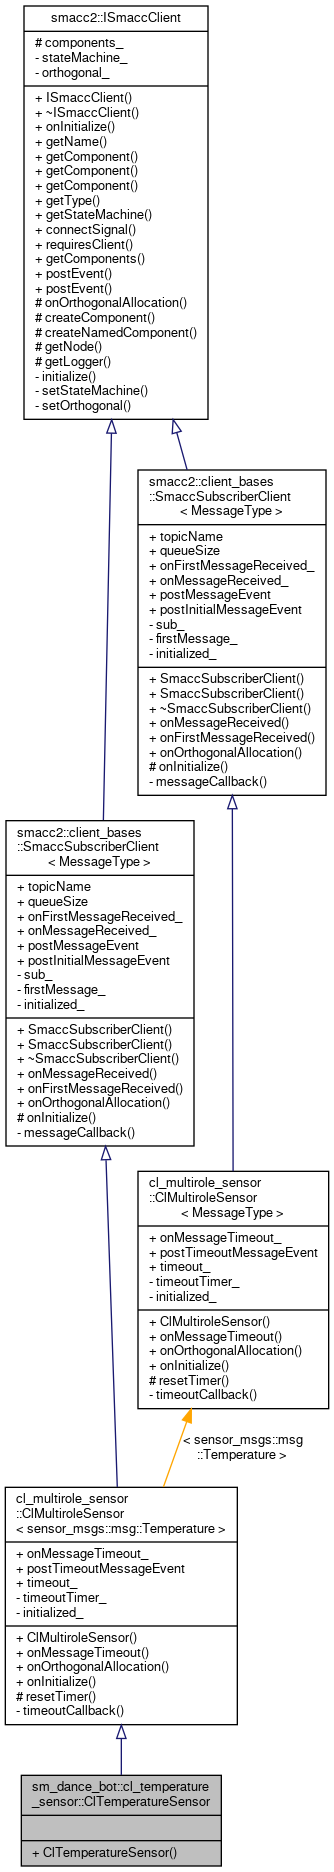 smacc2::ISmaccClient
# components_
- stateMachine_
- orthogonal_
+ ISmaccClient()
+ ~ISmaccClient()
+ onInitialize()
+ getName()
+ getComponent()
+ getComponent()
+ getComponent()
+ getType()
+ getStateMachine()
+ connectSignal()
+ requiresClient()
+ getComponents()
+ postEvent()
+ postEvent()
# onOrthogonalAllocation()
# createComponent()
# createNamedComponent()
# getNode()
# getLogger()
- initialize()
- setStateMachine()
- setOrthogonal()
smacc2::client_bases
::SmaccSubscriberClient
< MessageType >
+ topicName
+ queueSize
+ onFirstMessageReceived_
+ onMessageReceived_
+ postMessageEvent
+ postInitialMessageEvent
- sub_
- firstMessage_
- initialized_
+ SmaccSubscriberClient()
+ SmaccSubscriberClient()
+ ~SmaccSubscriberClient()
+ onMessageReceived()
+ onFirstMessageReceived()
+ onOrthogonalAllocation()
# onInitialize()
- messageCallback()
smacc2::client_bases
::SmaccSubscriberClient
< MessageType >
+ topicName
+ queueSize
+ onFirstMessageReceived_
+ onMessageReceived_
+ postMessageEvent
+ postInitialMessageEvent
- sub_
- firstMessage_
- initialized_
+ SmaccSubscriberClient()
+ SmaccSubscriberClient()
+ ~SmaccSubscriberClient()
+ onMessageReceived()
+ onFirstMessageReceived()
+ onOrthogonalAllocation()
# onInitialize()
- messageCallback()
cl_multirole_sensor
::ClMultiroleSensor
< MessageType >
+ onMessageTimeout_
+ postTimeoutMessageEvent
+ timeout_
- timeoutTimer_
- initialized_
+ ClMultiroleSensor()
+ onMessageTimeout()
+ onOrthogonalAllocation()
+ onInitialize()
# resetTimer()
- timeoutCallback()
< sensor_msgs::msg
::Temperature >
cl_multirole_sensor
::ClMultiroleSensor
< sensor_msgs::msg::Temperature >
+ onMessageTimeout_
+ postTimeoutMessageEvent
+ timeout_
- timeoutTimer_
- initialized_
+ ClMultiroleSensor()
+ onMessageTimeout()
+ onOrthogonalAllocation()
+ onInitialize()
# resetTimer()
- timeoutCallback()
sm_dance_bot::cl_temperature
_sensor::ClTemperatureSensor
+ ClTemperatureSensor()